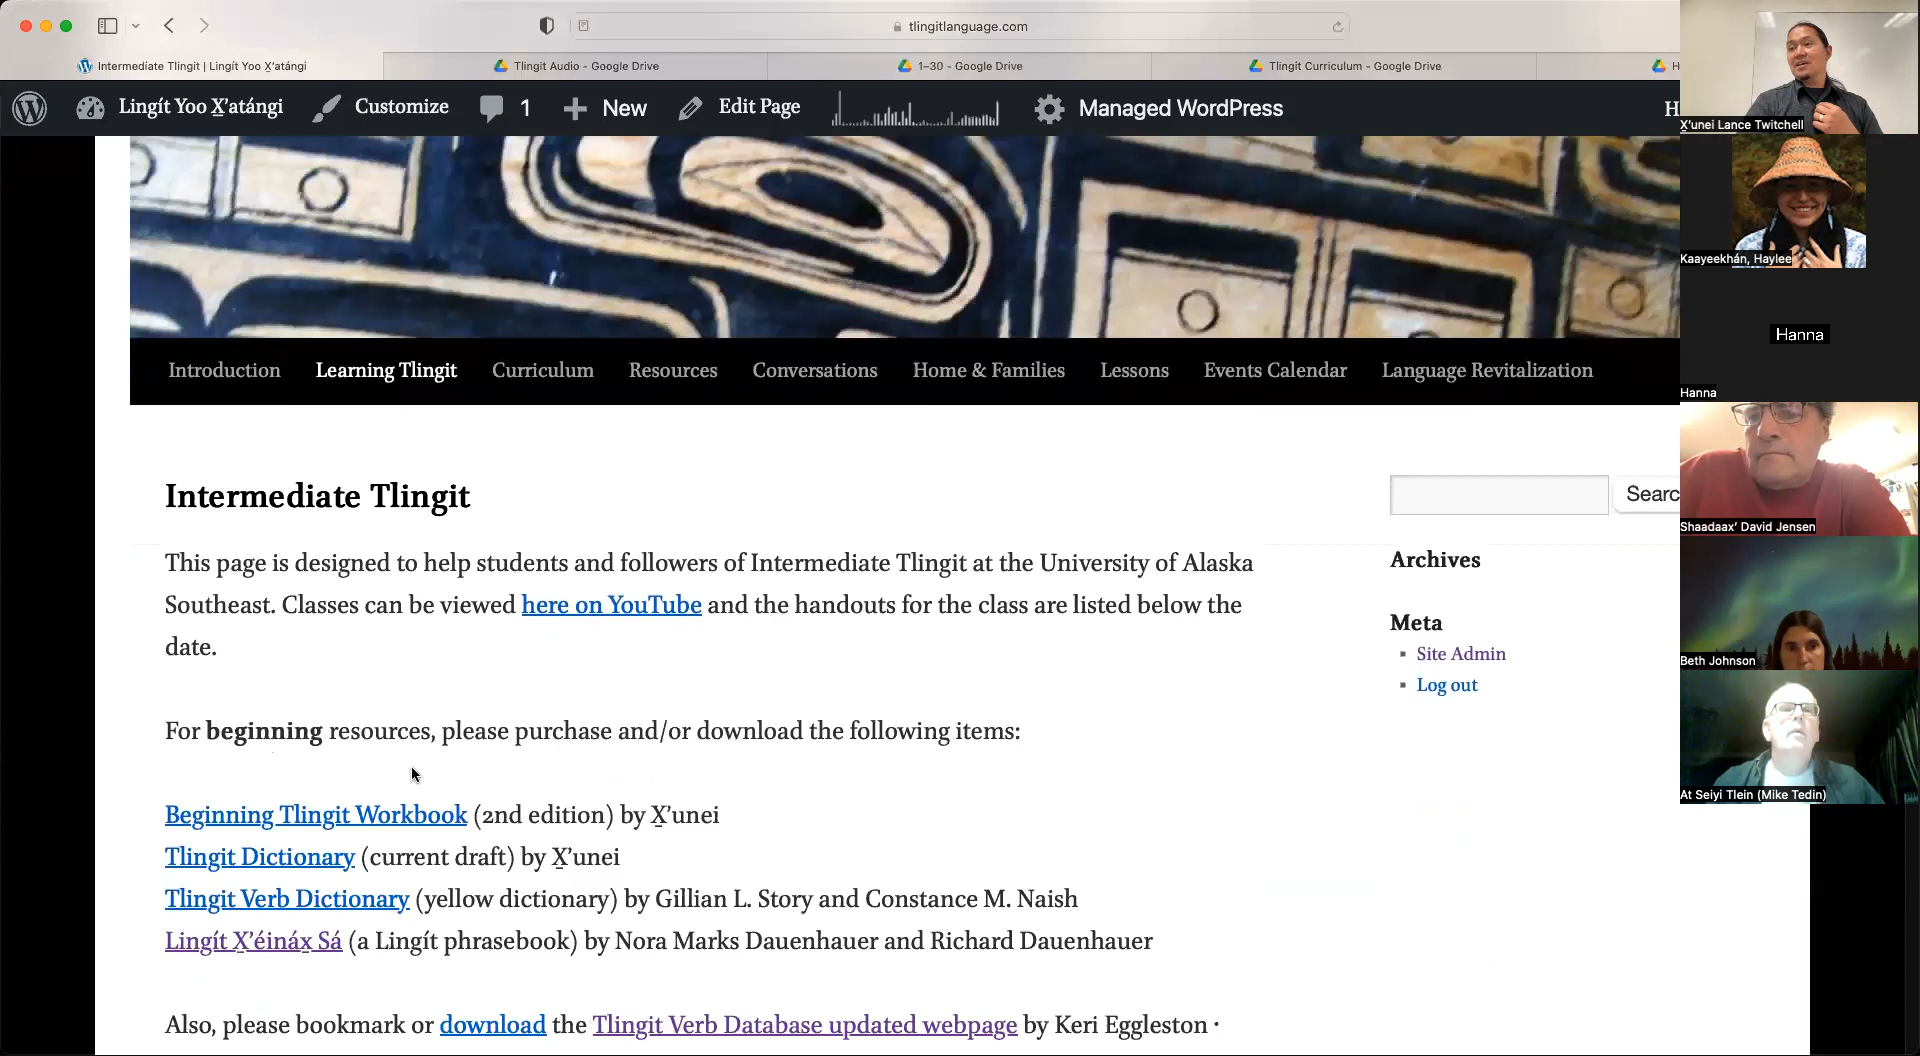 tlingitlanguage.com
Intermediate Tlingit | Lingít Yoo X̱ʼatángi
Tlingit Audio - Google Drive
1–30 – Google Drive
Tlingit Curriculum - Google Drive
Lingít Yoo X̱ʼatángi
Customize
1
New
Edit Page
Managed WordPress
Introduction
Learning Tlingit
Curriculum
Resources
Conversations
Home & Families
Lessons
Events Calendar
Language Revitalization
Intermediate Tlingit
This page is designed to help students and followers of Intermediate Tlingit at the University of Alaska
Southeast. Classes can be viewed here on YouTube and the handouts for the class are listed below the
date.
For beginning resources, please purchase and/or download the following items:
Beginning Tlingit Workbook (2nd edition) by X̱ʼunei
Tlingit Dictionary (current draft) by X̱ʼunei
Tlingit Verb Dictionary (yellow dictionary) by Gillian L. Story and Constance M. Naish
Lingít X̱ʼéináx̱ Sá (a Lingít phrasebook) by Nora Marks Dauenhauer and Richard Dauenhauer
Also, please bookmark or download the Tlingit Verb Database updated webpage by Keri Eggleston ·
Searc
Archives
Meta
Site Admin
Log out
X̱ʼunei Lance Twitchell
Kaayeekhán, Haylee
Hanna
Hanna
Shaadaaxʼ David Jensen
Beth Johnson
At Seiyi Tlein (Mike Tedin)